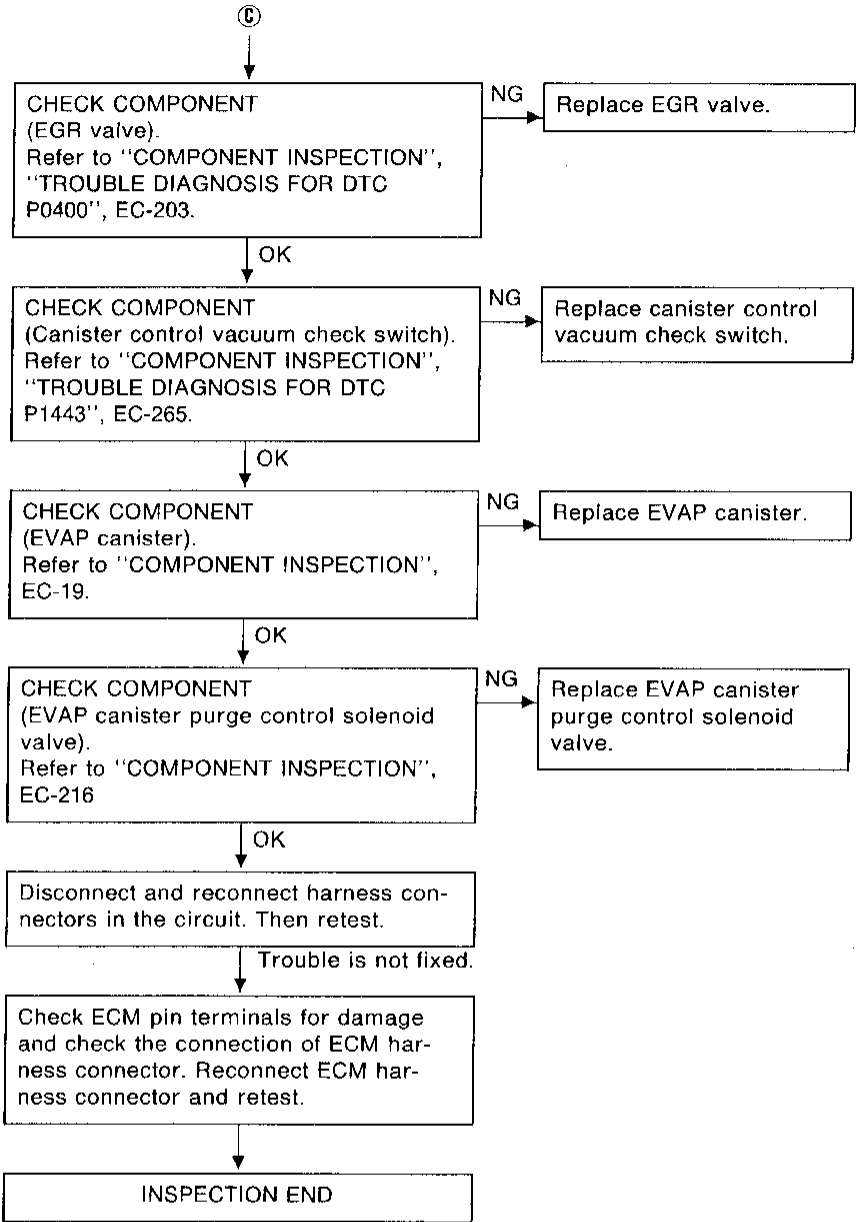 Ⓒ
CHECK COMPONENT
(EGR valve).
Refer to "COMPONENT INSPECTION",
"TROUBLE DIAGNOSIS FOR DTC
P0400", EC-203.
NG
Replace EGR valve.
OK
CHECK COMPONENT
(Canister control vacuum check switch).
Refer to "COMPONENT INSPECTION",
"TROUBLE DIAGNOSIS FOR DTC
P1443", EC-265.
NG
Replace canister control
vacuum check switch.
OK
CHECK COMPONENT
(EVAP canister).
Refer to "COMPONENT INSPECTION",
EC-19.
NG
Replace EVAP canister.
OK
CHECK COMPONENT
(EVAP canister purge control solenoid
valve).
Refer to "COMPONENT INSPECTION",
EC-216
NG
Replace EVAP canister
purge control solenoid
valve.
OK
Disconnect and reconnect harness con-
nectors in the circuit. Then retest.
Trouble is not fixed.
Check ECM pin terminals for damage
and check the connection of ECM har-
ness connector. Reconnect ECM har-
ness connector and retest.
INSPECTION END